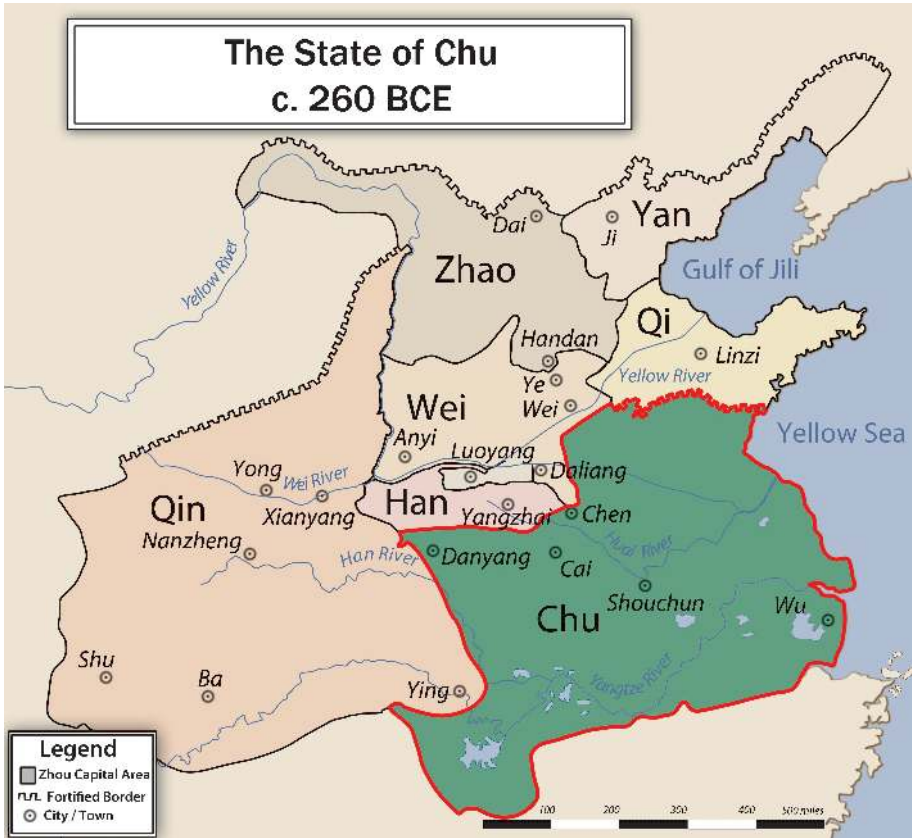 The State of Chu
c. 260 BCE
Dai
Yan
Ji
Zhao
Yellow River
Gulf of Jili
Qi
Handan
Linzi
Ye
Yellow River
Wei
Wei
Yellow Sea
Anyi
Luoyang
Daliang
Yong
Wei River
Qin
Xianyang
Han
Yangzhai
Chen
Nanzheng
Han River
Danyang
Cai
Huai River
Shouchun
Chu
Wu
Shu
Ba
Ying
Yangtze River
Legend
Zhou Capital Area
Fortified Border
City / Town
100 200 300 400 500 miles